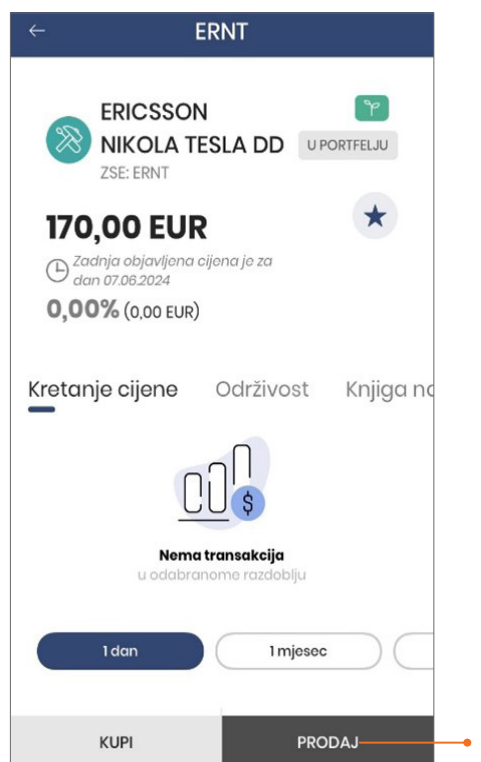 ERNT
ERICSSON
NIKOLA TESLA DD
U PORTFELJU
ZSE: ERNT
170,00 EUR
Zadnja objavljena cijena je za
dan 07.06.2024
0,00% (0,00 EUR)
Kretanje cijene Održivost Knjiga na
$
Nema transakcija
u odabranome razdoblju
1 dan 1 mjesec
KUPI PRODAJ